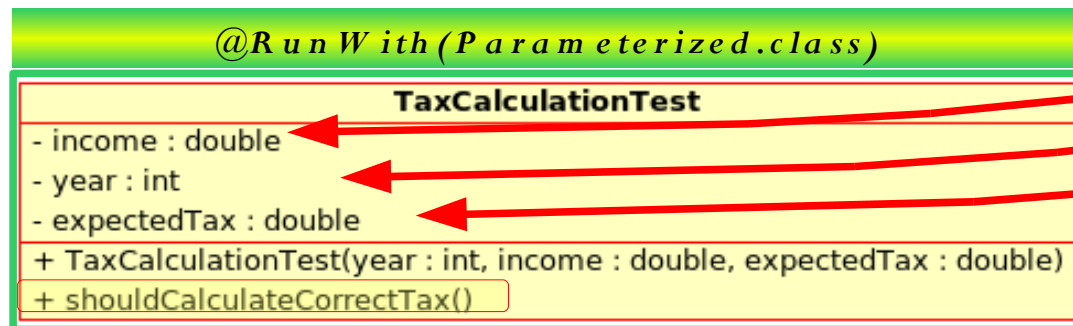 @RunWith(Parameterized.class)
TaxCalculationTest
- income : double
- year : int
- expectedTax : double
+ TaxCalculationTest(year : int, income : double, expectedTax : double)
+ shouldCalculateCorrectTax()